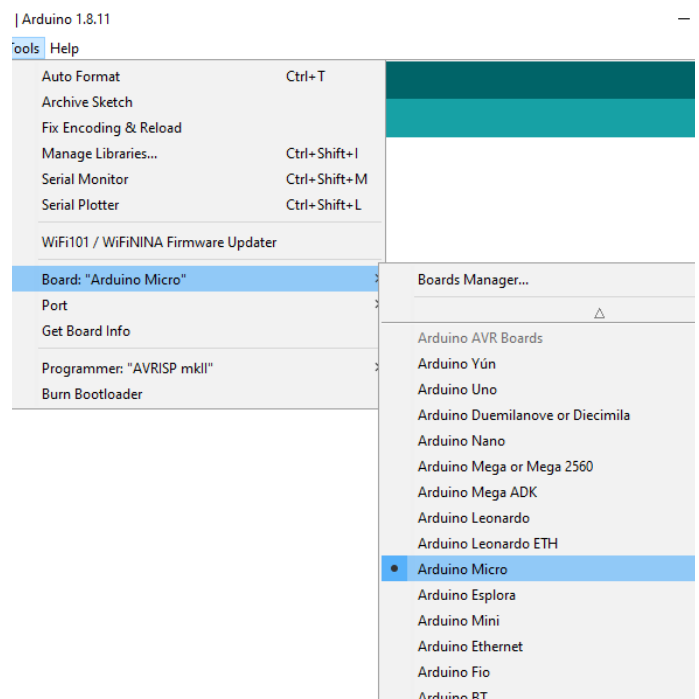 | Arduino 1.8.11
Tools Help
Auto Format Ctrl+T
Archive Sketch
Fix Encoding & Reload
Manage Libraries... Ctrl+Shift+I
Serial Monitor Ctrl+Shift+M
Serial Plotter Ctrl+Shift+L
WiFi101 / WiFiNINA Firmware Updater
Board: "Arduino Micro"
Port
Get Board Info
Programmer: "AVRISP mkII"
Burn Bootloader
Boards Manager...
Arduino AVR Boards
Arduino Yún
Arduino Uno
Arduino Duemilanove or Diecimila
Arduino Nano
Arduino Mega or Mega 2560
Arduino Mega ADK
Arduino Leonardo
Arduino Leonardo ETH
Arduino Micro
Arduino Esplora
Arduino Mini
Arduino Ethernet
Arduino Fio
Arduino BT